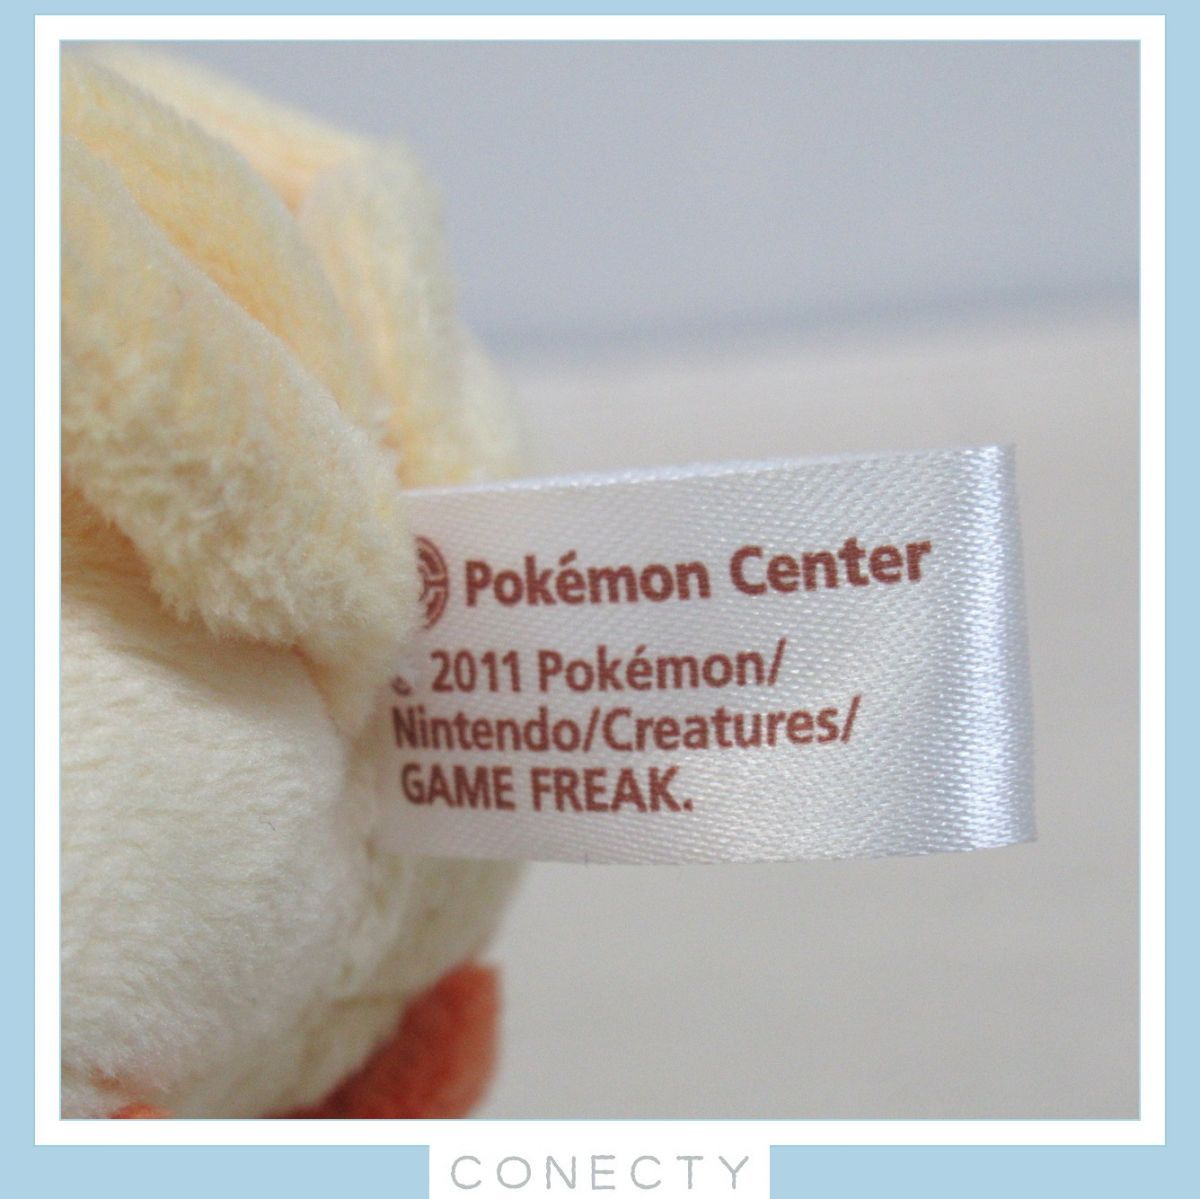 Pokémon Center
© 2011 Pokémon/
Nintendo/Creatures/
GAME FREAK.
CONECTY